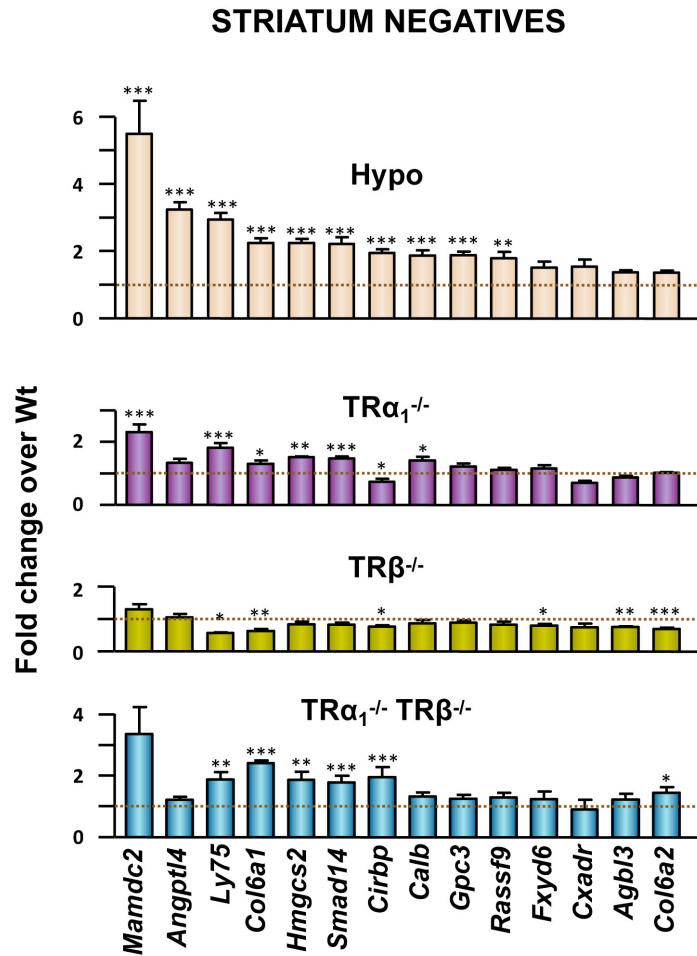 STRIATUM NEGATIVES
Fold change over Wt
Hypo
6
4
2
0
*** *** *** *** *** *** *** *** *** **
TRα₁-/-
2
0
*** *** * ** *** * *
TRβ-/-
2
0
* ** * * ** ***
TRα₁-/- TRβ-/-
4
2
0
** *** ** *** *** *
Mamdc2
Angptl4
Ly75
Col6a1
Hmgcs2
Smad14
Cirbp
Calb
Gpc3
Rassf9
Fxyd6
Cxadr
Agbl3
Col6a2